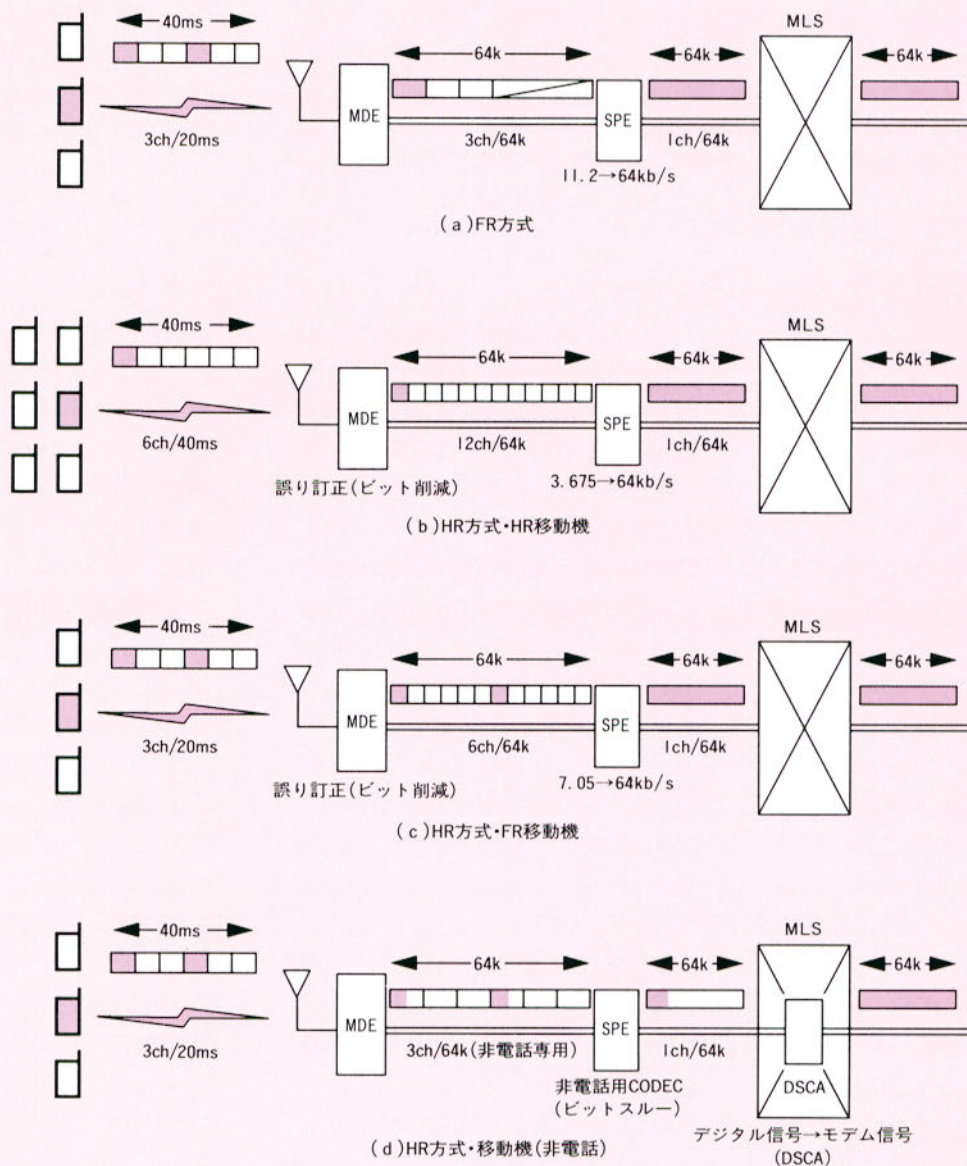 MLS
40ms
64k
64k
64k
MDE
SPE
3ch/20ms
3ch/64k
1ch/64k
11.2→64kb/s
(a)FR方式
MLS
40ms
64k
64k
64k
MDE
SPE
6ch/40ms
12ch/64k
1ch/64k
誤り訂正(ビット削減)
3.675→64kb/s
(b)HR方式・HR移動機
MLS
40ms
64k
64k
64k
MDE
SPE
3ch/20ms
6ch/64k
1ch/64k
誤り訂正(ビット削減)
7.05→64kb/s
(c)HR方式・FR移動機
MLS
40ms
64k
64k
64k
MDE
SPE
DSCA
3ch/20ms
3ch/64k(非電話専用)
1ch/64k
非電話用CODEC
(ビットスルー)
デジタル信号→モデム信号
(DSCA)
(d)HR方式・移動機(非電話)